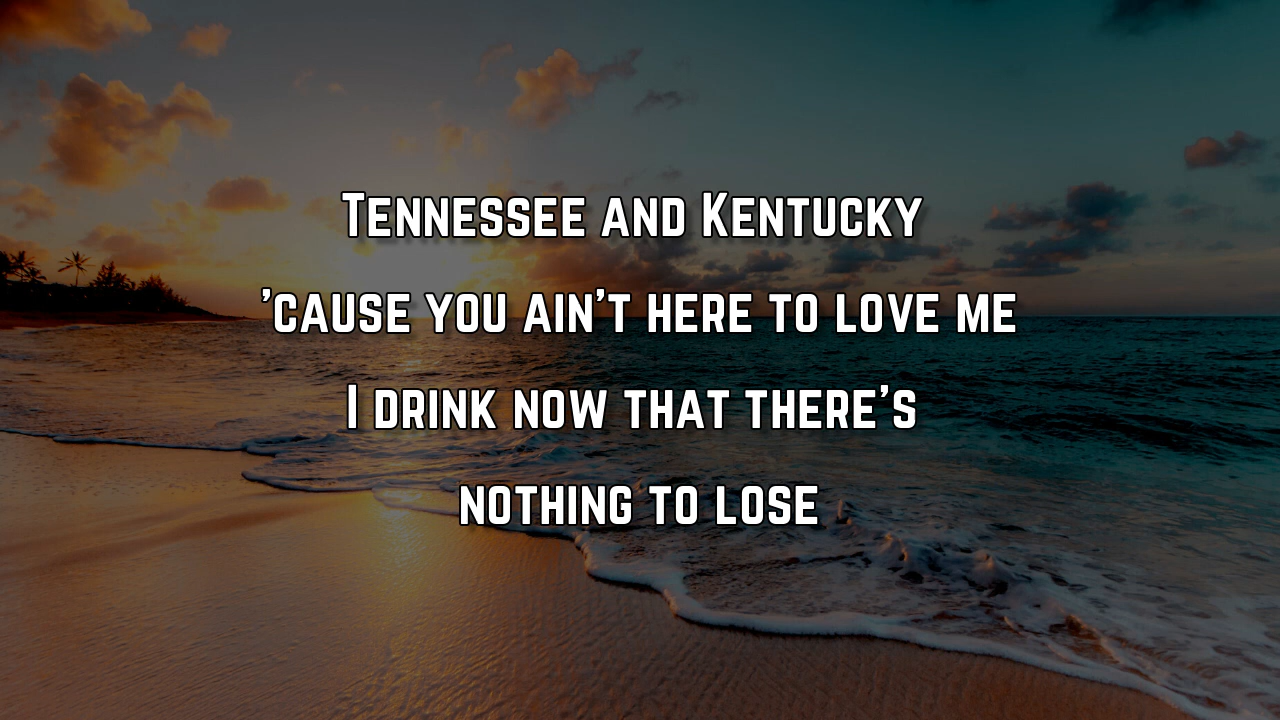 Tennessee and Kentucky
'cause you ain't here to love me
I drink now that there's
nothing to lose